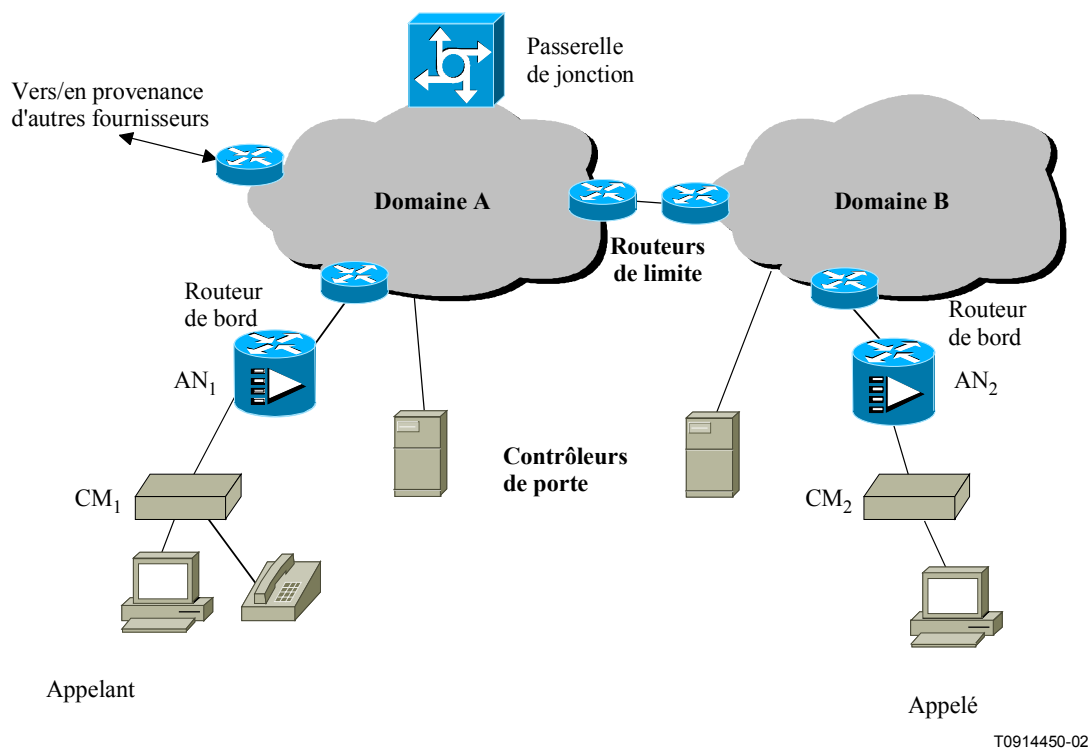 Passerelle
de jonction
Vers/en provenance
d'autres fournisseurs
Domaine A
Domaine B
Routeurs
de limite
Routeur
de bord
Routeur
de bord
AN1
AN2
Contrôleurs
de porte
CM1
CM2
Appelant
Appelé
T0914450-02